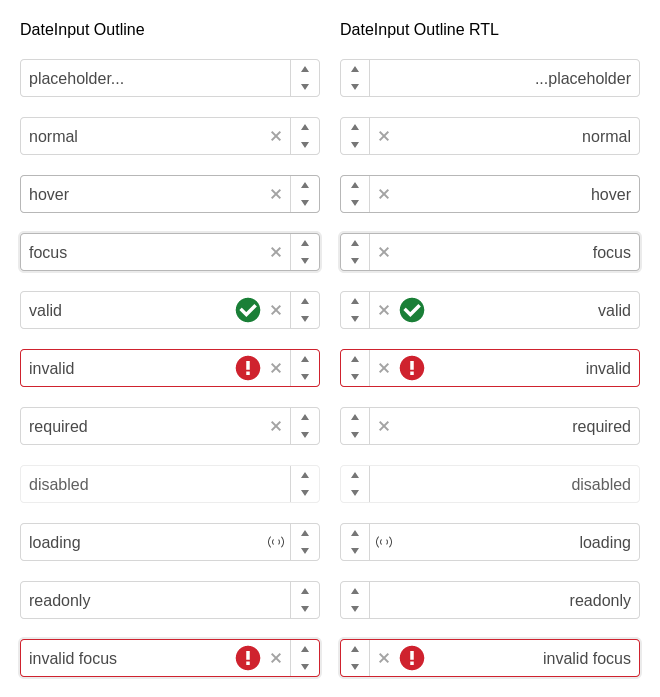 DateInput Outline
placeholder...
normal
hover
focus
valid
invalid
required
disabled
loading
readonly
invalid focus
DateInput Outline RTL
...placeholder
normal
hover
focus
valid
invalid
required
disabled
loading
readonly
invalid focus